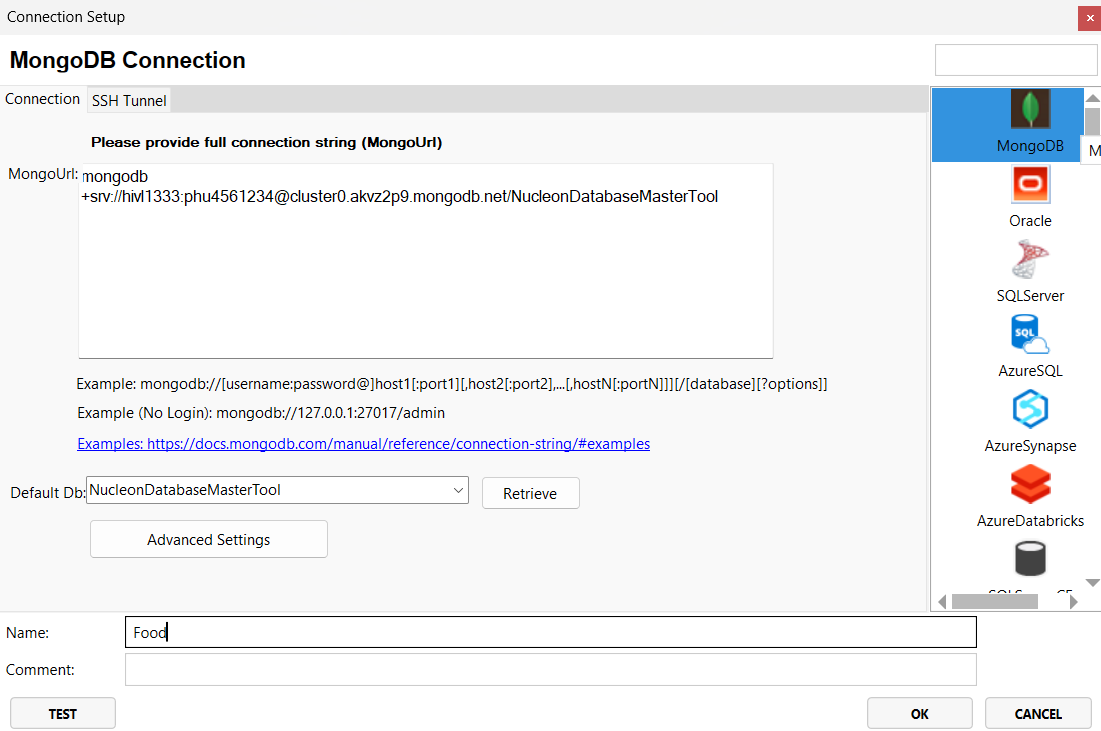 Connection Setup
MongoDB Connection
Connection
SSH Tunnel
Please provide full connection string (MongoUrl)
MongoUrl:
mongodb
+srv://hivl1333:phu4561234@cluster0.akvz2p9.mongodb.net/NucleonDatabaseMasterTool
Example: mongodb://[username:password@]host1[:port1][,host2[:port2],...[,hostN[:portN]]][/[database][?options]]
Example (No Login): mongodb://127.0.0.1:27017/admin
Examples: https://docs.mongodb.com/manual/reference/connection-string/#examples
Default Db:
NucleonDatabaseMasterTool
Retrieve
Advanced Settings
MongoDB
M
Oracle
SQLServer
SQL
AzureSQL
AzureSynapse
AzureDatabricks
Name:
Food
Comment:
TEST
OK
CANCEL